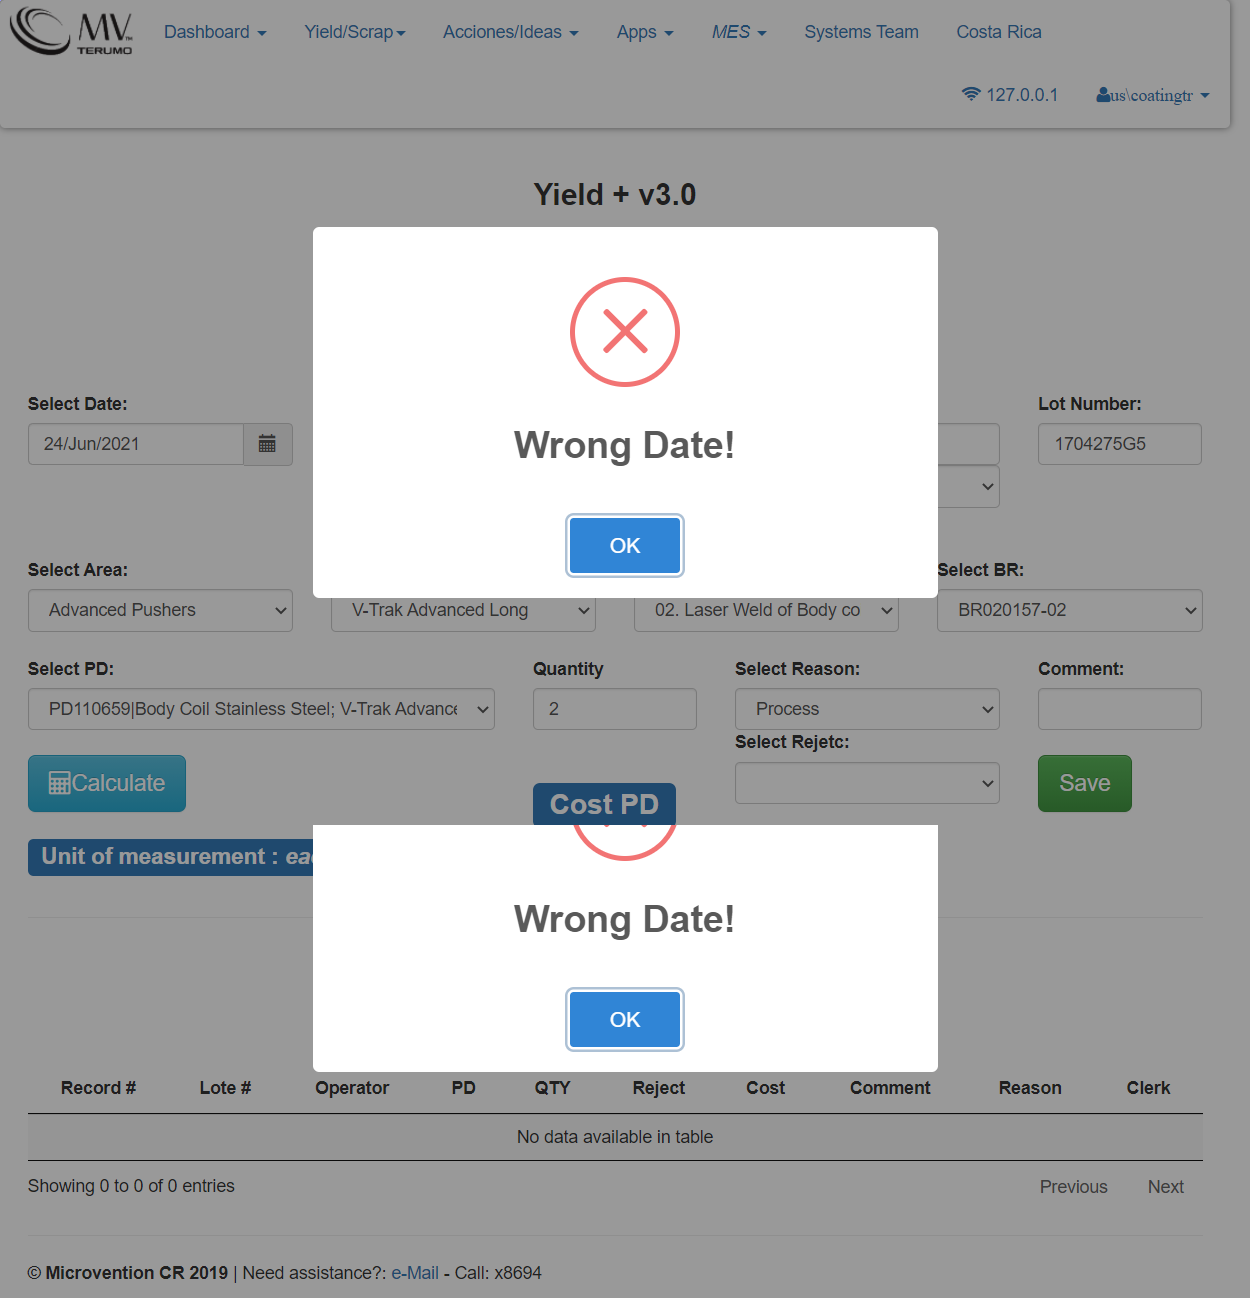 MV TERUMO
Dashboard Yield/Scrap Acciones/Ideas Apps MES Systems Team Costa Rica
127.0.0.1 us\coatingtr
Yield + v3.0
Wrong Date!
OK
Select Date: Lot Number:
24/Jun/2021 1704275G5
Select Area: Select BR:
Advanced Pushers V-Trak Advanced Long 02. Laser Weld of Body co BR020157-02
Select PD: Quantity Select Reason: Comment:
PD110659|Body Coil Stainless Steel; V-Trak Advance 2 Process
Select Rejetc:
Calculate Save
Cost PD
Unit of measurement : eac
Wrong Date!
OK
Record # Lote # Operator PD QTY Reject Cost Comment Reason Clerk
No data available in table
Showing 0 to 0 of 0 entries Previous Next
© Microvention CR 2019 | Need assistance?: e-Mail - Call: x8694